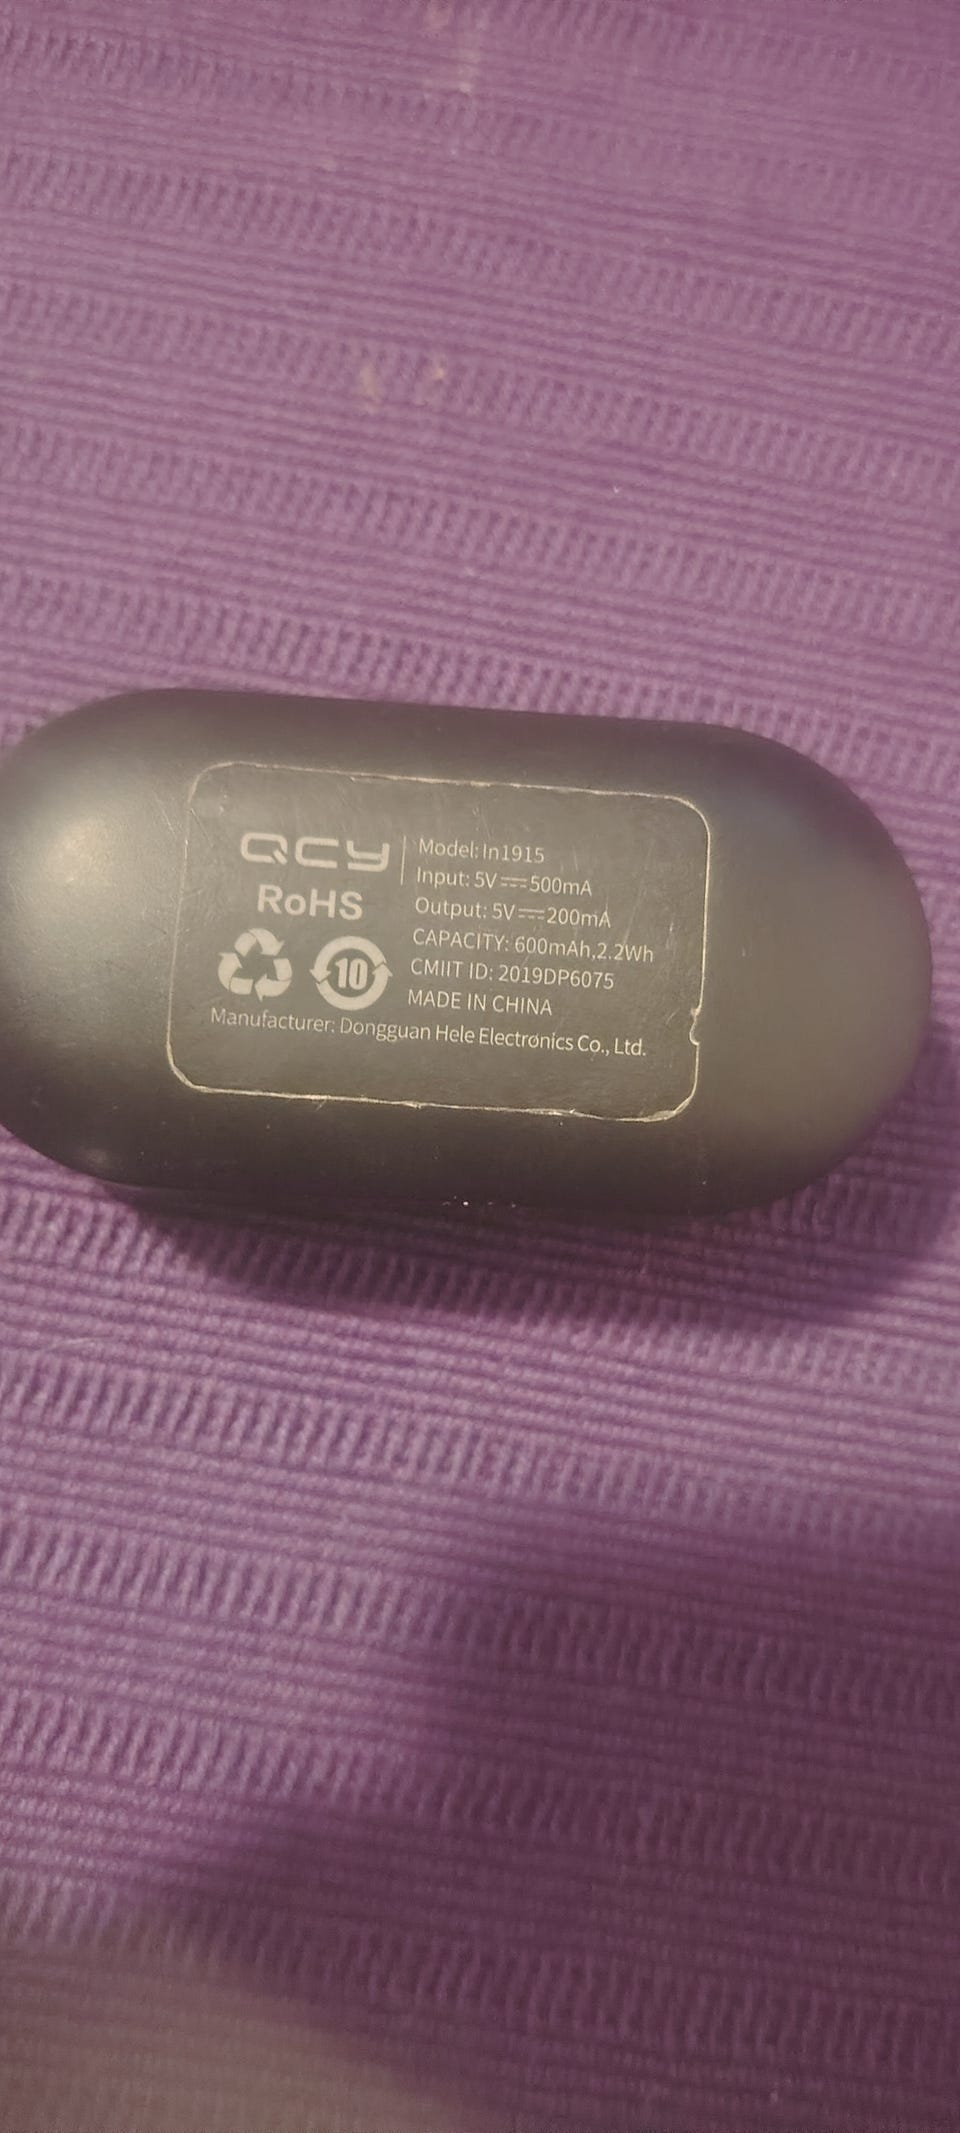 QCY
RoHS
10
Model: In1915
Input: 5V⎓500mA
Output: 5V⎓200mA
CAPACITY: 600mAh,2.2Wh
CMIIT ID: 2019DP6075
MADE IN CHINA
Manufacturer: Dongguan Hele Electronics Co., Ltd.